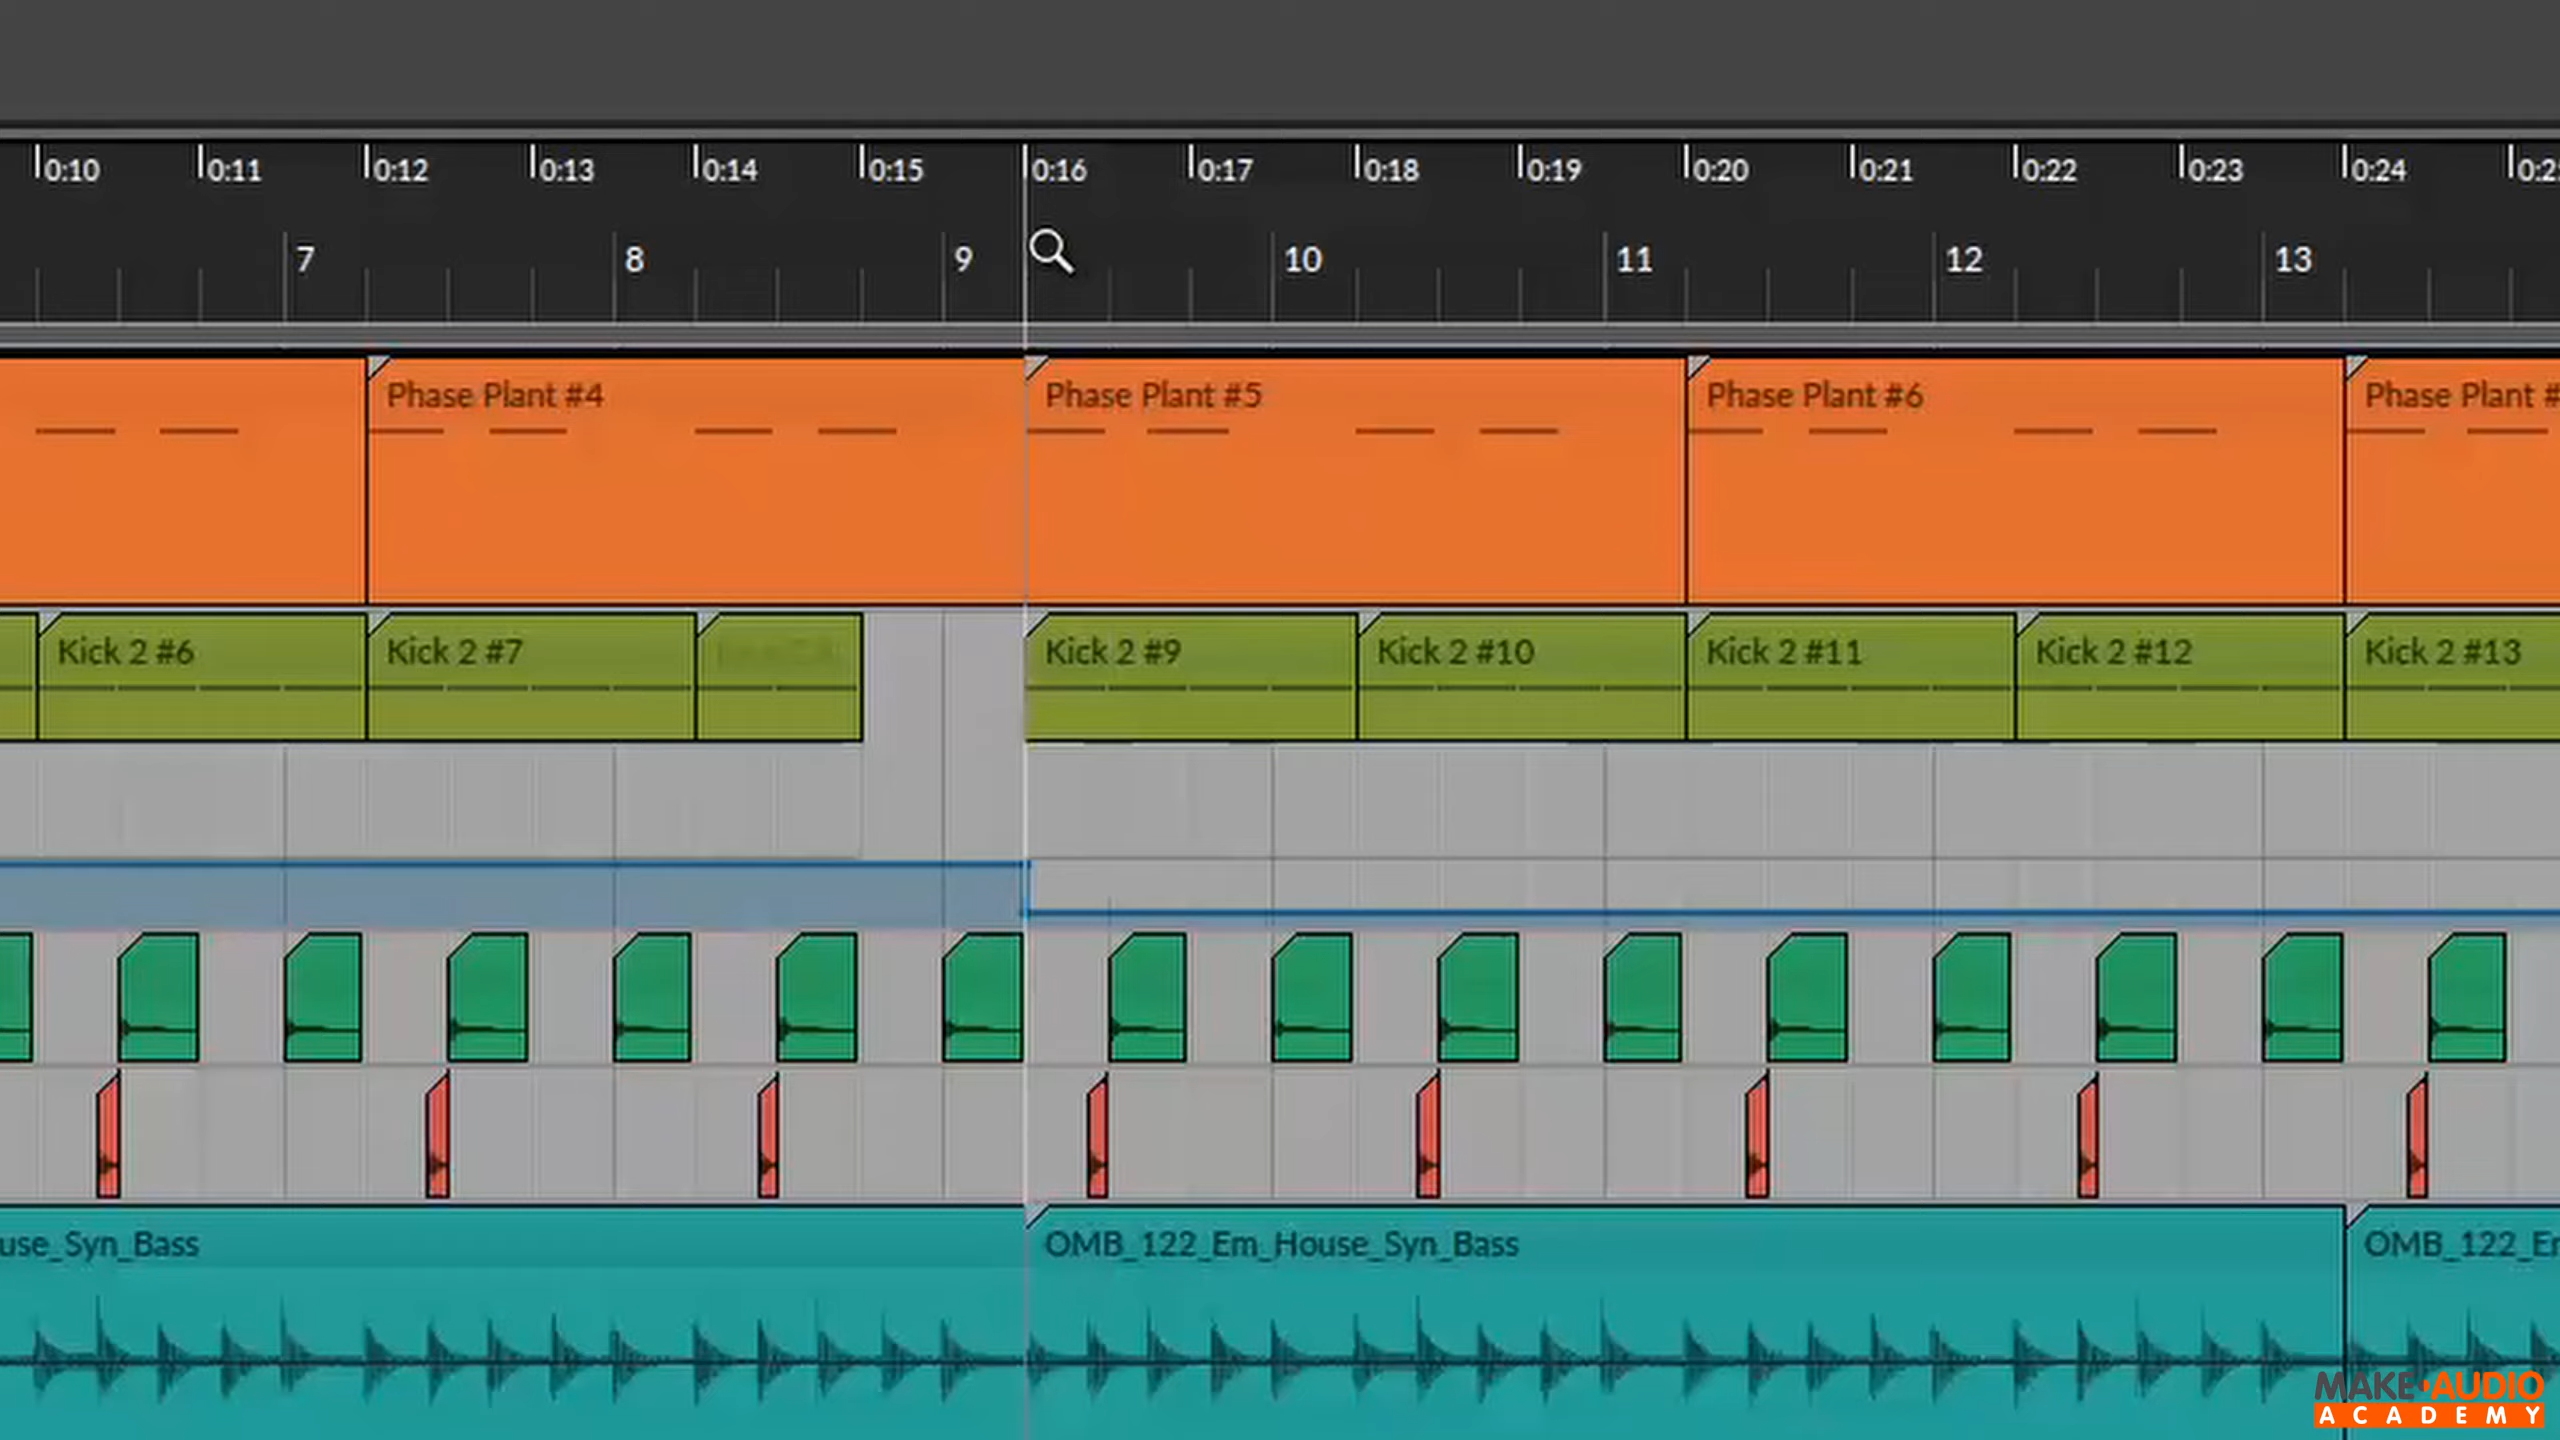 0:10 0:11 0:12 0:13 0:14 0:15 0:16 0:17 0:18 0:19 0:20 0:21 0:22 0:23 0:24
7 8 9 10 11 12 13
Phase Plant #4 Phase Plant #5 Phase Plant #6 Phase Plant #
Kick 2 #6 Kick 2 #7 Kick 2 #9 Kick 2 #10 Kick 2 #11 Kick 2 #12 Kick 2 #13
use_Syn_Bass OMB_122_Em_House_Syn_Bass OMB_122_E
MAKE AUDIO
ACADEMY